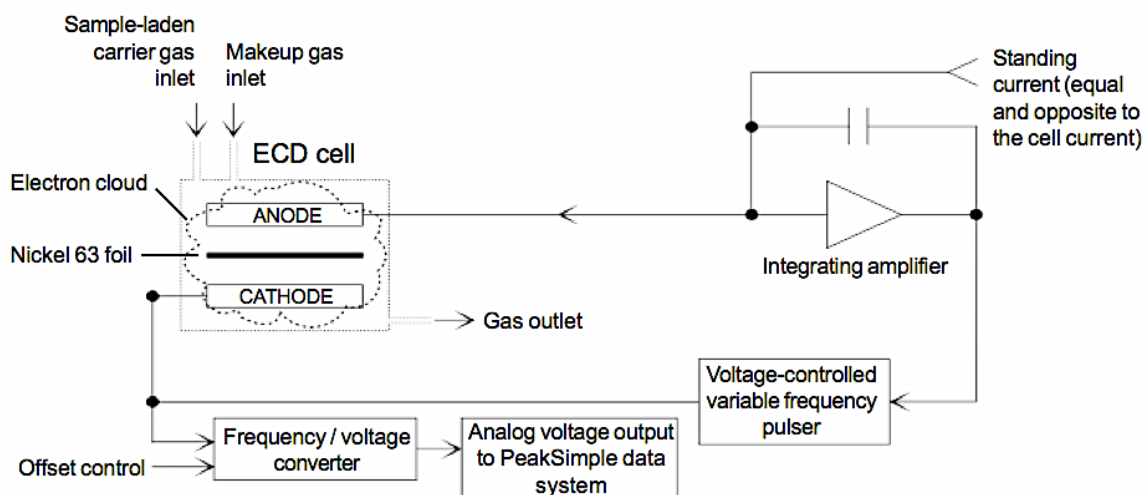 Sample-laden
carrier gas
inlet
Makeup gas
inlet
Standing
current (equal
and opposite to
the cell current)
ECD cell
Electron cloud
ANODE
Nickel 63 foil
Integrating amplifier
CATHODE
Gas outlet
Voltage-controlled
variable frequency
pulser
Frequency / voltage
converter
Analog voltage output
to PeakSimple data
system
Offset control